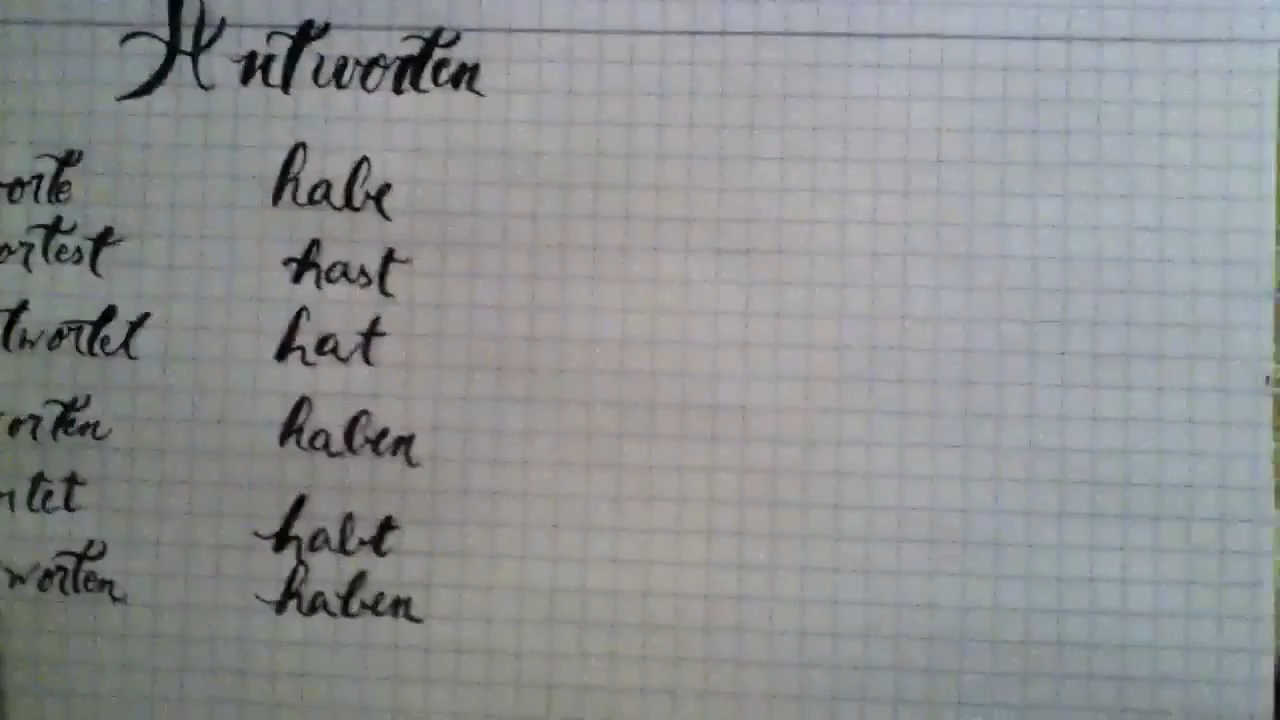 Antworten
orte habe
ortest hast
twortet hat
orten haben
rtet habt
worten haben